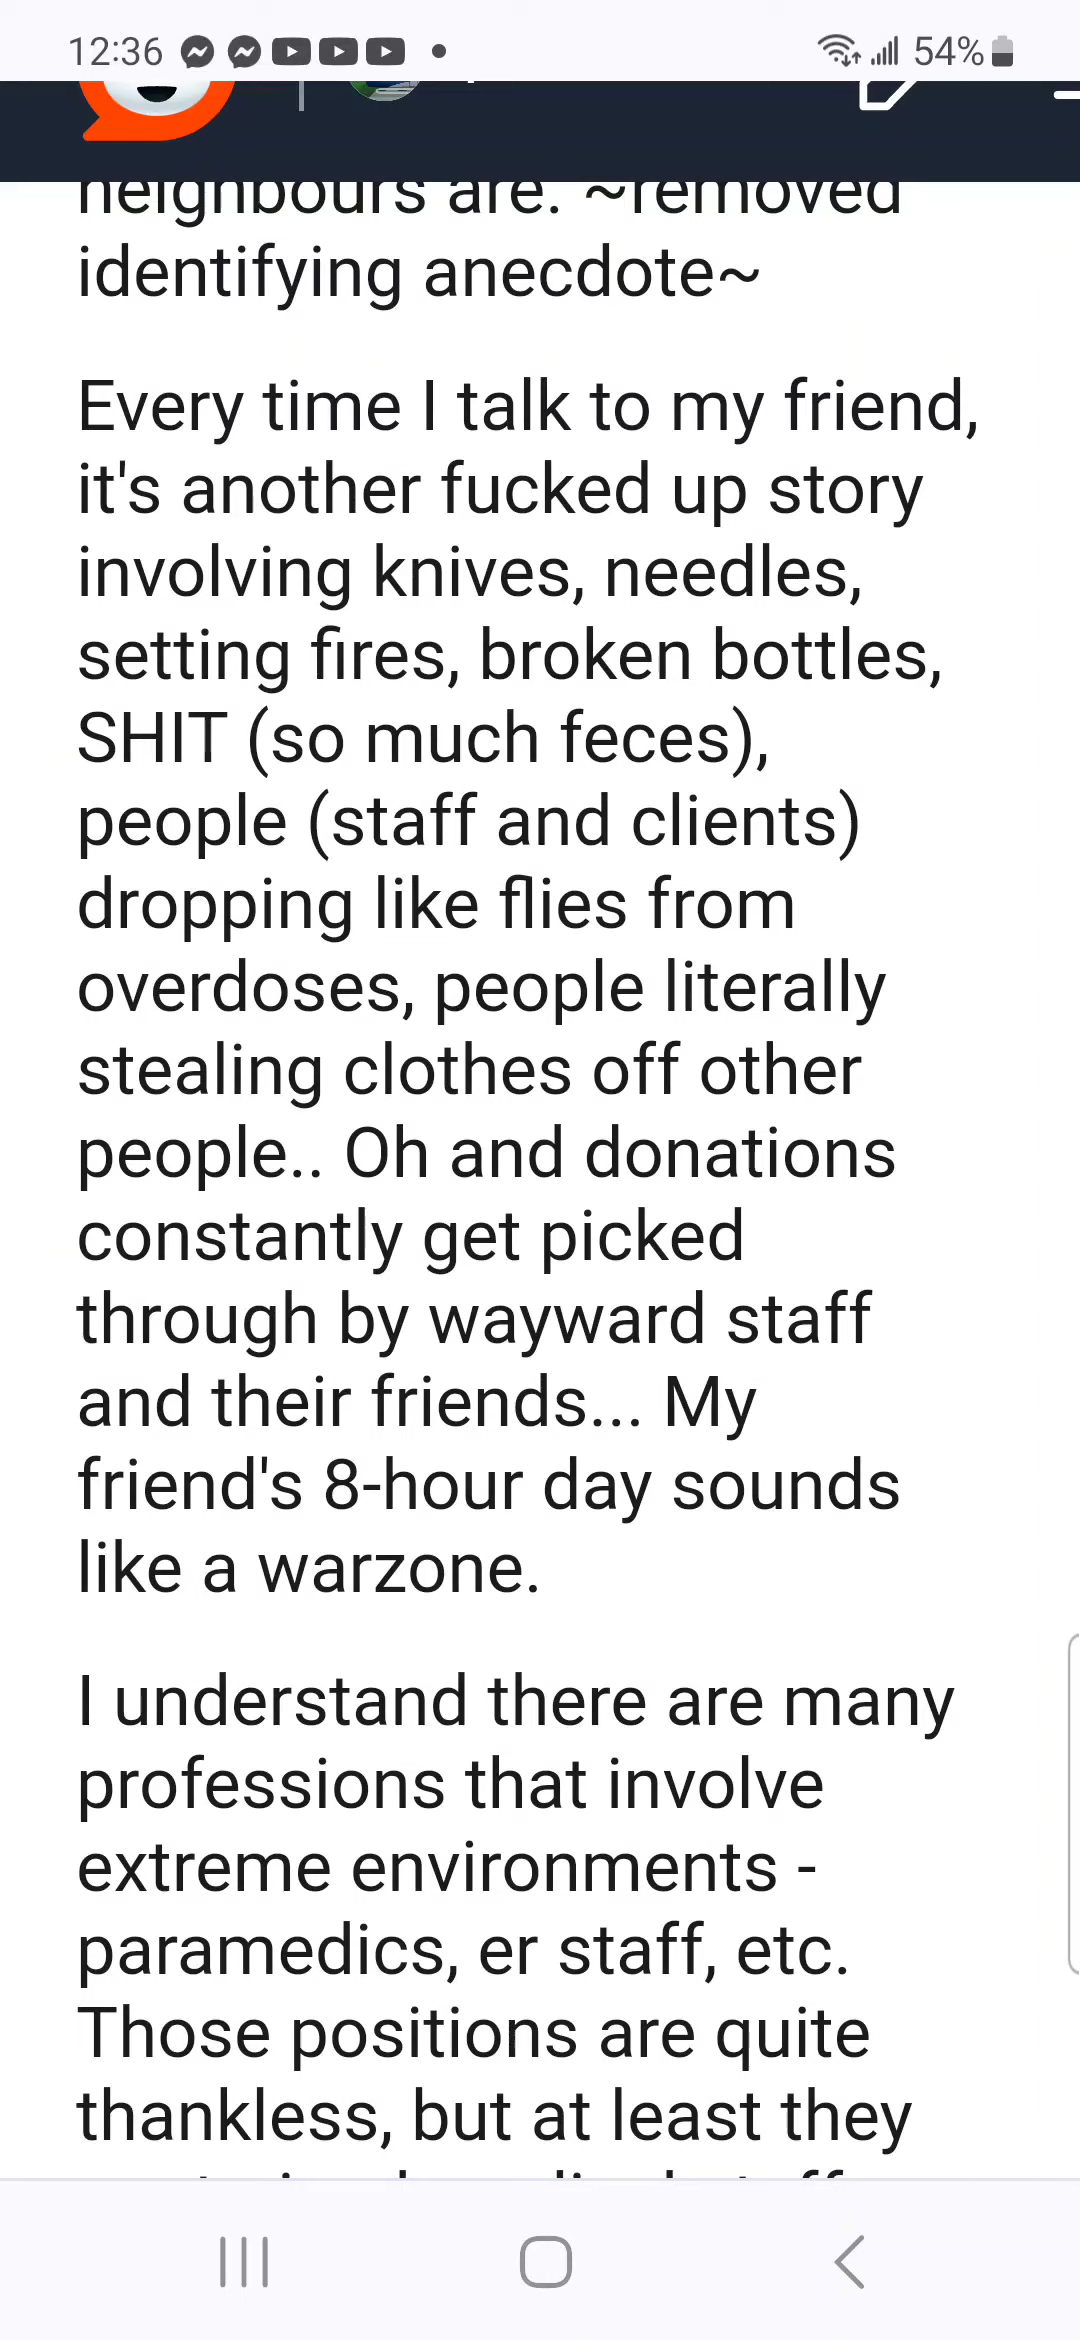 12:36
54%
neighbours are. ~removed
identifying anecdote~
Every time I talk to my friend,
it's another fucked up story
involving knives, needles,
setting fires, broken bottles,
SHIT (so much feces),
people (staff and clients)
dropping like flies from
overdoses, people literally
stealing clothes off other
people.. Oh and donations
constantly get picked
through by wayward staff
and their friends... My
friend's 8-hour day sounds
like a warzone.
I understand there are many
professions that involve
extreme environments -
paramedics, er staff, etc.
Those positions are quite
thankless, but at least they